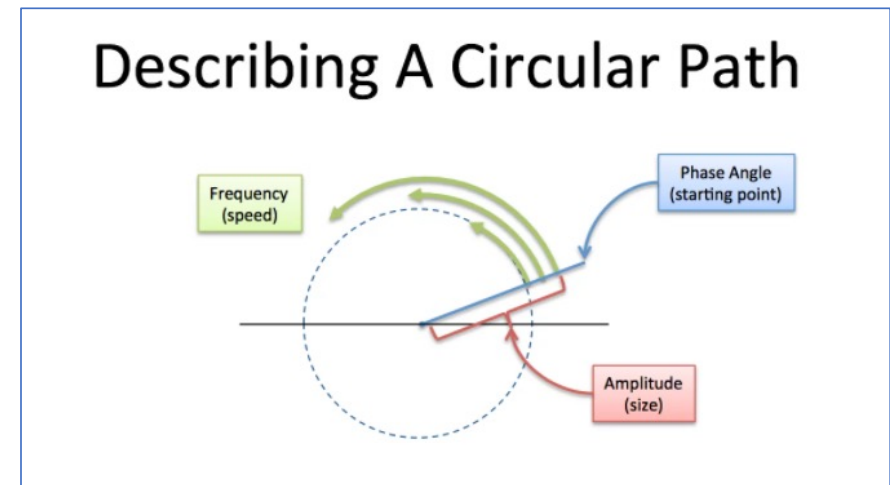 Describing A Circular Path
Frequency
(speed)
Phase Angle
(starting point)
Amplitude
(size)